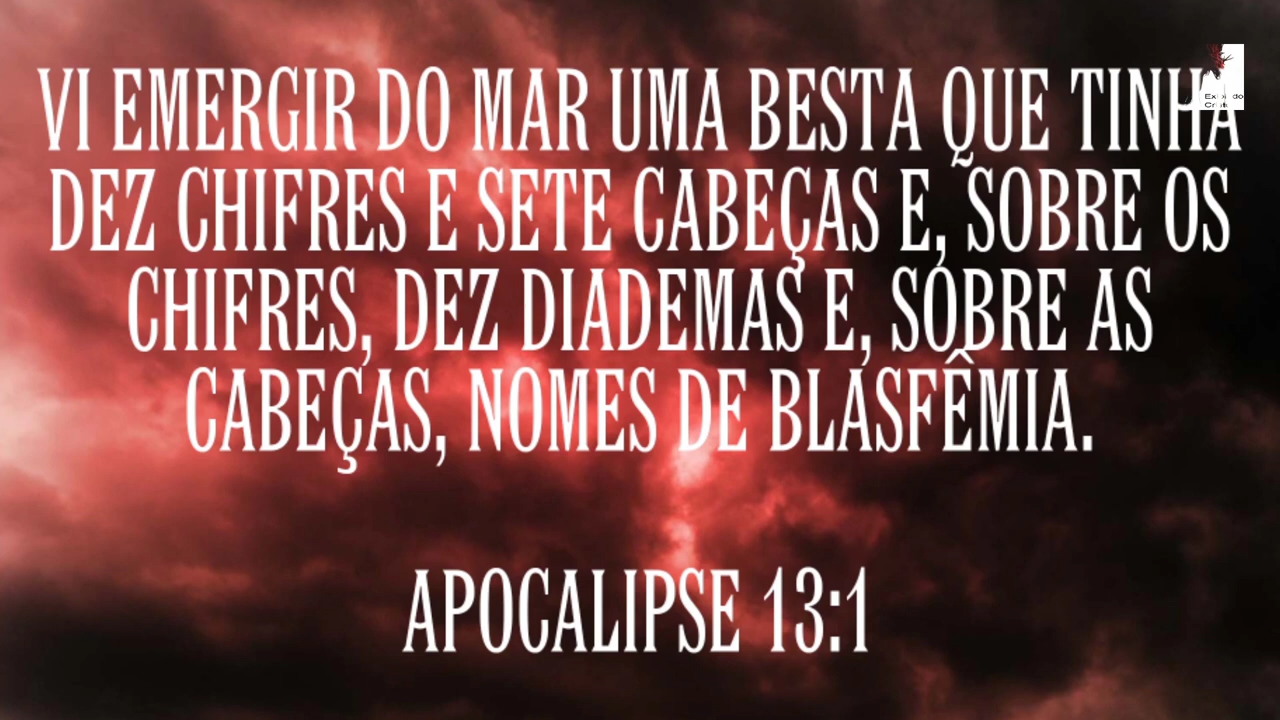 VI EMERGIR DO MAR UMA BESTA QUE TINHA
DEZ CHIFRES E SETE CABEÇAS E, SOBRE OS
CHIFRES, DEZ DIADEMAS E, SOBRE AS
CABEÇAS, NOMES DE BLASFÊMIA.
APOCALIPSE 13:1